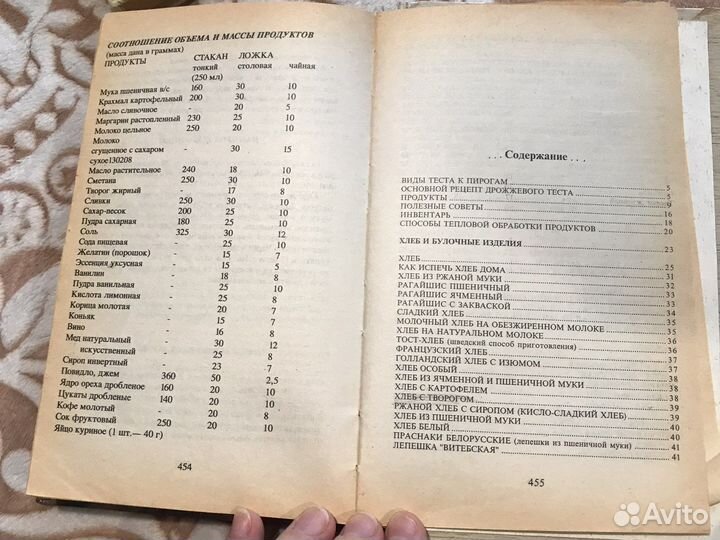 СООТНОШЕНИЕ ОБЪЕМА И МАССЫ ПРОДУКТОВ
(масса дана в граммах)
ПРОДУКТЫ СТАКАН ЛОЖКА
тонкий столовая чайная
(250 мл)
Мука пшеничная в/с 160 30 10
Крахмал картофельный 200 30 10
Масло сливочное - 20 5
Маргарин растопленный 230 25 10
Молоко цельное 250 20 10
Молоко
сгущенное с сахаром - 30 15
сухое130208
Масло растительное 240 18 10
Сметана 250 30 10
Творог жирный - 17 8
Сливки 250 30 10
Сахар-песок 200 25 10
Пудра сахарная 180 25 10
Соль 325 30 12
Сода пищевая - 25 10
Желатин (порошок) - 15 7
Эссенция уксусная - 15 5
Ванилин - 18 8
Пудра ванильная - 25 10
Кислота лимонная - 25 8
Корица молотая - 20 7
Коньяк - 15 7
Вино - 16 8
Мед натуральный - 30 12
искусственный - 25 8
Сироп инвертный - 23 7
Повидло, джем 360 50 2,5
Ядро ореха дробленое 160 20 10
Цукаты дробленые 140 20 10
Кофе молотый - 20 8
Сок фруктовый 250 20 10
Яйцо куриное (1 шт.— 40 г)
454
. . . Содержание . . .
ВИДЫ ТЕСТА К ПИРОГАМ 5
ОСНОВНОЙ РЕЦЕПТ ДРОЖЖЕВОГО ТЕСТА 5
ПРОДУКТЫ 9
ПОЛЕЗНЫЕ СОВЕТЫ 16
ИНВЕНТАРЬ 18
СПОСОБЫ ТЕПЛОВОЙ ОБРАБОТКИ ПРОДУКТОВ 20
ХЛЕБ И БУЛОЧНЫЕ ИЗДЕЛИЯ 23
ХЛЕБ 25
КАК ИСПЕЧЬ ХЛЕБ ДОМА 31
ХЛЕБ ИЗ РЖАНОЙ МУКИ 32
РАГАЙШИС ПШЕНИЧНЫЙ 33
РАГАЙШИС ЯЧМЕННЫЙ 33
РАГАЙШИС С ЗАКВАСКОЙ 34
СЛАДКИЙ ХЛЕБ 35
МОЛОЧНЫЙ ХЛЕБ НА ОБЕЗЖИРЕННОМ МОЛОКЕ 35
ХЛЕБ НА НАТУРАЛЬНОМ МОЛОКЕ 36
ТОСТ-ХЛЕБ (шведский способ приготовления) 36
ФРАНЦУЗСКИЙ ХЛЕБ 37
ГОЛЛАНДСКИЙ ХЛЕБ С ИЗЮМОМ 37
ХЛЕБ ОСОБЫЙ 38
ХЛЕБ ИЗ ЯЧМЕННОЙ И ПШЕНИЧНОЙ МУКИ 38
ХЛЕБ С КАРТОФЕЛЕМ 38
ХЛЕБ С ТВОРОГОМ 39
РЖАНОЙ ХЛЕБ С СИРОПОМ (КИСЛО-СЛАДКИЙ ХЛЕБ) 39
ХЛЕБ ИЗ ПШЕНИЧНОЙ МУКИ 40
ХЛЕБ БЕЛЫЙ 40
ПРАСНАКИ БЕЛОРУССКИЕ (лепешки из пшеничной муки) 41
ЛЕПЕШКА "ВИТЕБСКАЯ" 41
455
Avito